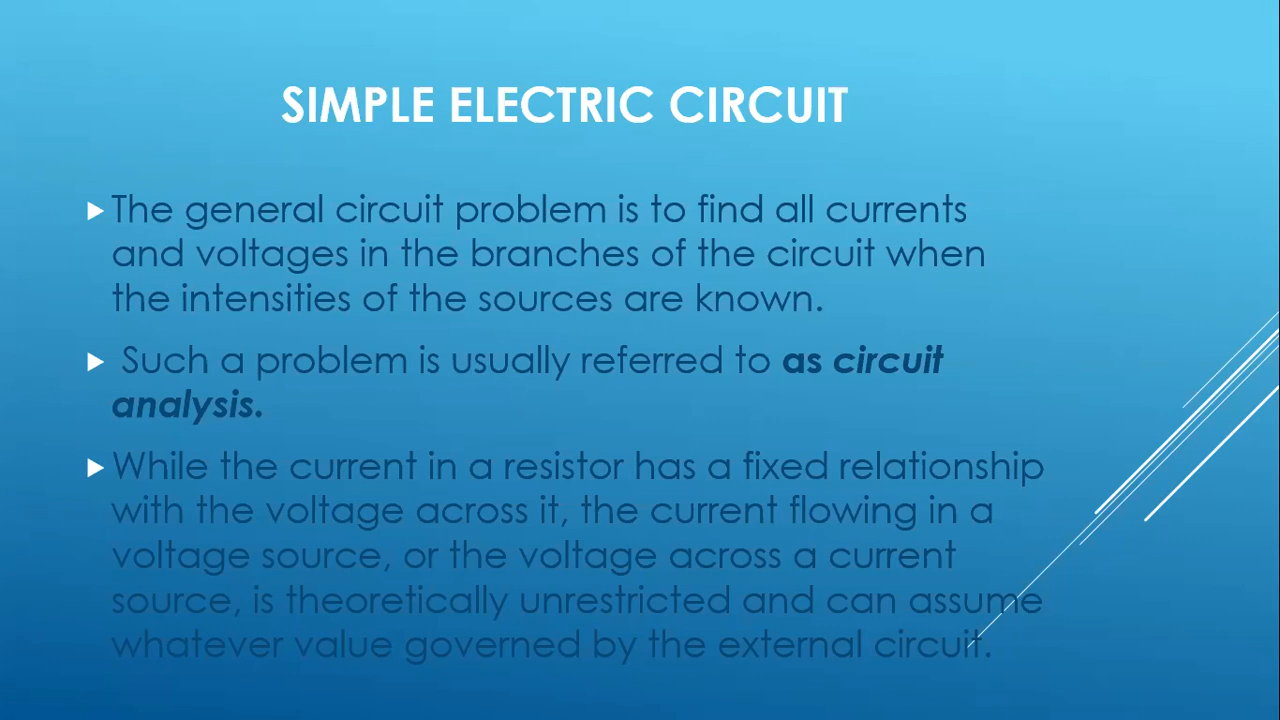 SIMPLE ELECTRIC CIRCUIT
The general circuit problem is to find all currents
and voltages in the branches of the circuit when
the intensities of the sources are known.
Such a problem is usually referred to as circuit
analysis.
While the current in a resistor has a fixed relationship
with the voltage across it, the current flowing in a
voltage source, or the voltage across a current
source, is theoretically unrestricted and can assume
whatever value governed by the external circuit.